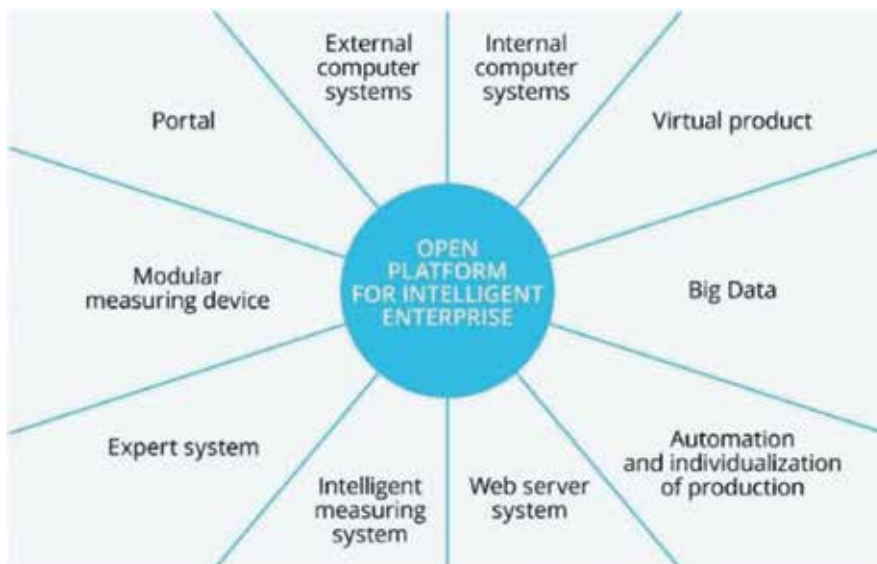 External
computer
systems
Internal
computer
systems
Portal
Virtual product
OPEN
PLATFORM
FOR INTELLIGENT
ENTERPRISE
Modular
measuring device
Big Data
Expert system
Intelligent
measuring
system
Web server
system
Automation
and individualization
of production